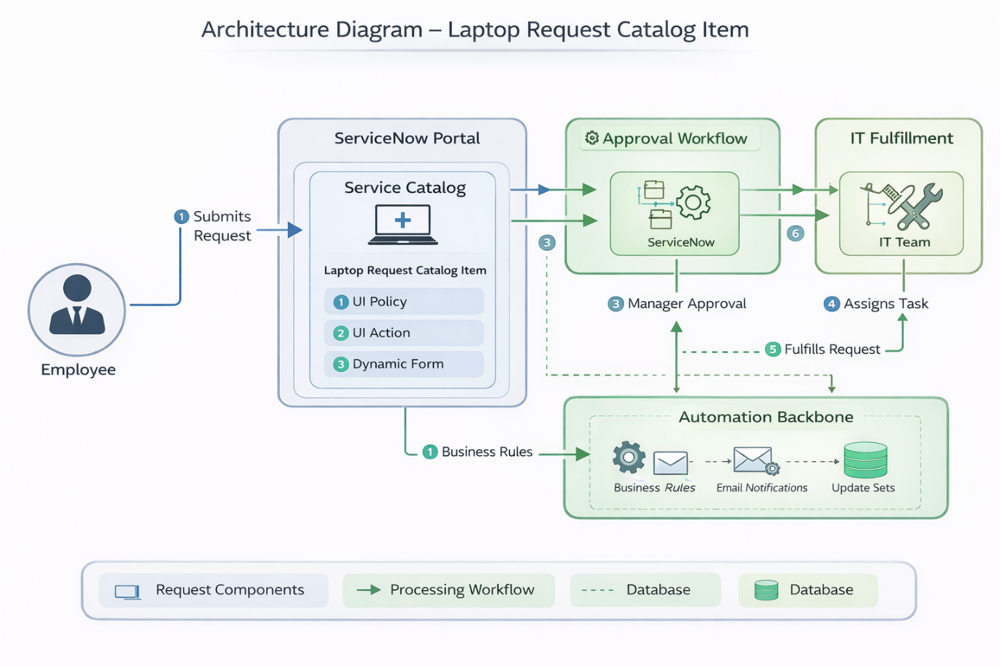 Architecture Diagram – Laptop Request Catalog Item
ServiceNow Portal
Approval Workflow
IT Fulfillment
Service Catalog
1 Submits
Request
ServiceNow
IT Team
3
6
Laptop Request Catalog Item
1 UI Policy
2 UI Action
3 Dynamic Form
3 Manager Approval
4 Assigns Task
5 Fulfills Request
Employee
Automation Backbone
1 Business Rules
Business Rules
Email Notifications
Update Sets
Request Components
Processing Workflow
Database
Database